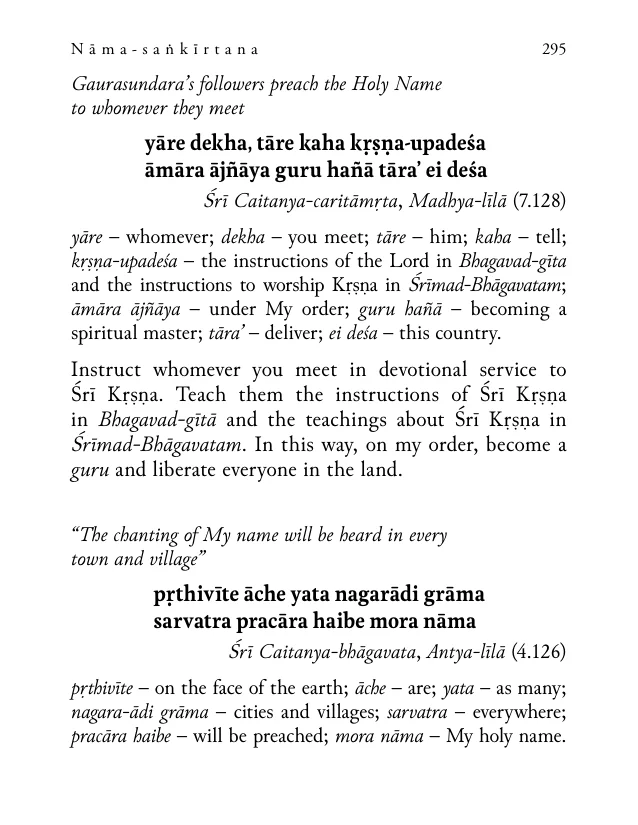 Nāma-saṅkīrtana 295
Gaurasundara's followers preach the Holy Name
to whomever they meet
yāre dekha, tāre kaha kṛṣṇa-upadeśa
āmāra ājñāya guru hañā tāra' ei deśa
Śrī Caitanya-caritāmṛta, Madhya-līlā (7.128)
yāre – whomever; dekha – you meet; tāre – him; kaha – tell;
kṛṣṇa-upadeśa – the instructions of the Lord in Bhagavad-gīta
and the instructions to worship Kṛṣṇa in Śrīmad-Bhāgavatam;
āmāra ājñāya – under My order; guru hañā – becoming a
spiritual master; tāra' – deliver; ei deśa – this country.
Instruct whomever you meet in devotional service to
Śrī Kṛṣṇa. Teach them the instructions of Śrī Kṛṣṇa
in Bhagavad-gītā and the teachings about Śrī Kṛṣṇa in
Śrīmad-Bhāgavatam. In this way, on my order, become a
guru and liberate everyone in the land.
“The chanting of My name will be heard in every
town and village”
pṛthivīte āche yata nagarādi grāma
sarvatra pracāra haibe mora nāma
Śrī Caitanya-bhāgavata, Antya-līlā (4.126)
pṛthivīte – on the face of the earth; āche – are; yata – as many;
nagara-ādi grāma – cities and villages; sarvatra – everywhere;
pracāra haibe – will be preached; mora nāma – My holy name.